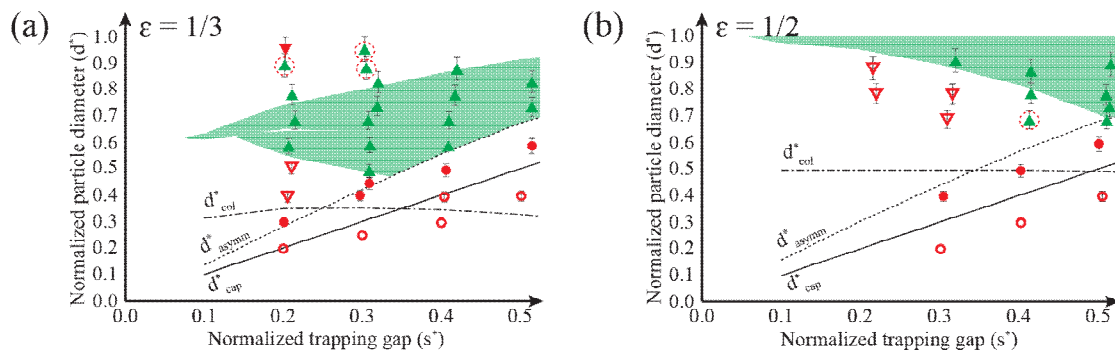 (a) ε = 1/3
Normalized particle diameter (d*)
1.0
0.9
0.8
0.7
0.6
0.5
0.4
0.3
0.2
0.1
0.0
d*col
d*asymm
d*cap
0.0 0.1 0.2 0.3 0.4 0.5
Normalized trapping gap (s*)
(b) ε = 1/2
Normalized particle diameter (d*)
1.0
0.9
0.8
0.7
0.6
0.5
0.4
0.3
0.2
0.1
0.0
d*col
d*asymm
d*cap
0.0 0.1 0.2 0.3 0.4 0.5
Normalized trapping gap (s*)